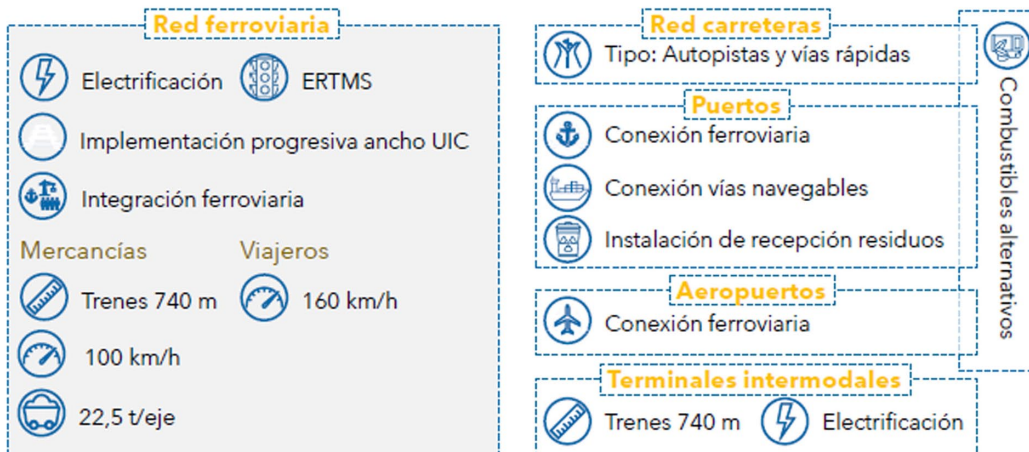 Red ferroviaria
Electrificación
ERTMS
Implementación progresiva ancho UIC
Integración ferroviaria
Mercancías
Viajeros
Trenes 740 m
160 km/h
100 km/h
22,5 t/eje
Red carreteras
Tipo: Autopistas y vías rápidas
Puertos
Conexión ferroviaria
Conexión vías navegables
Instalación de recepción residuos
Aeropuertos
Conexión ferroviaria
Terminales intermodales
Trenes 740 m
Electrificación
Combustibles alternativos